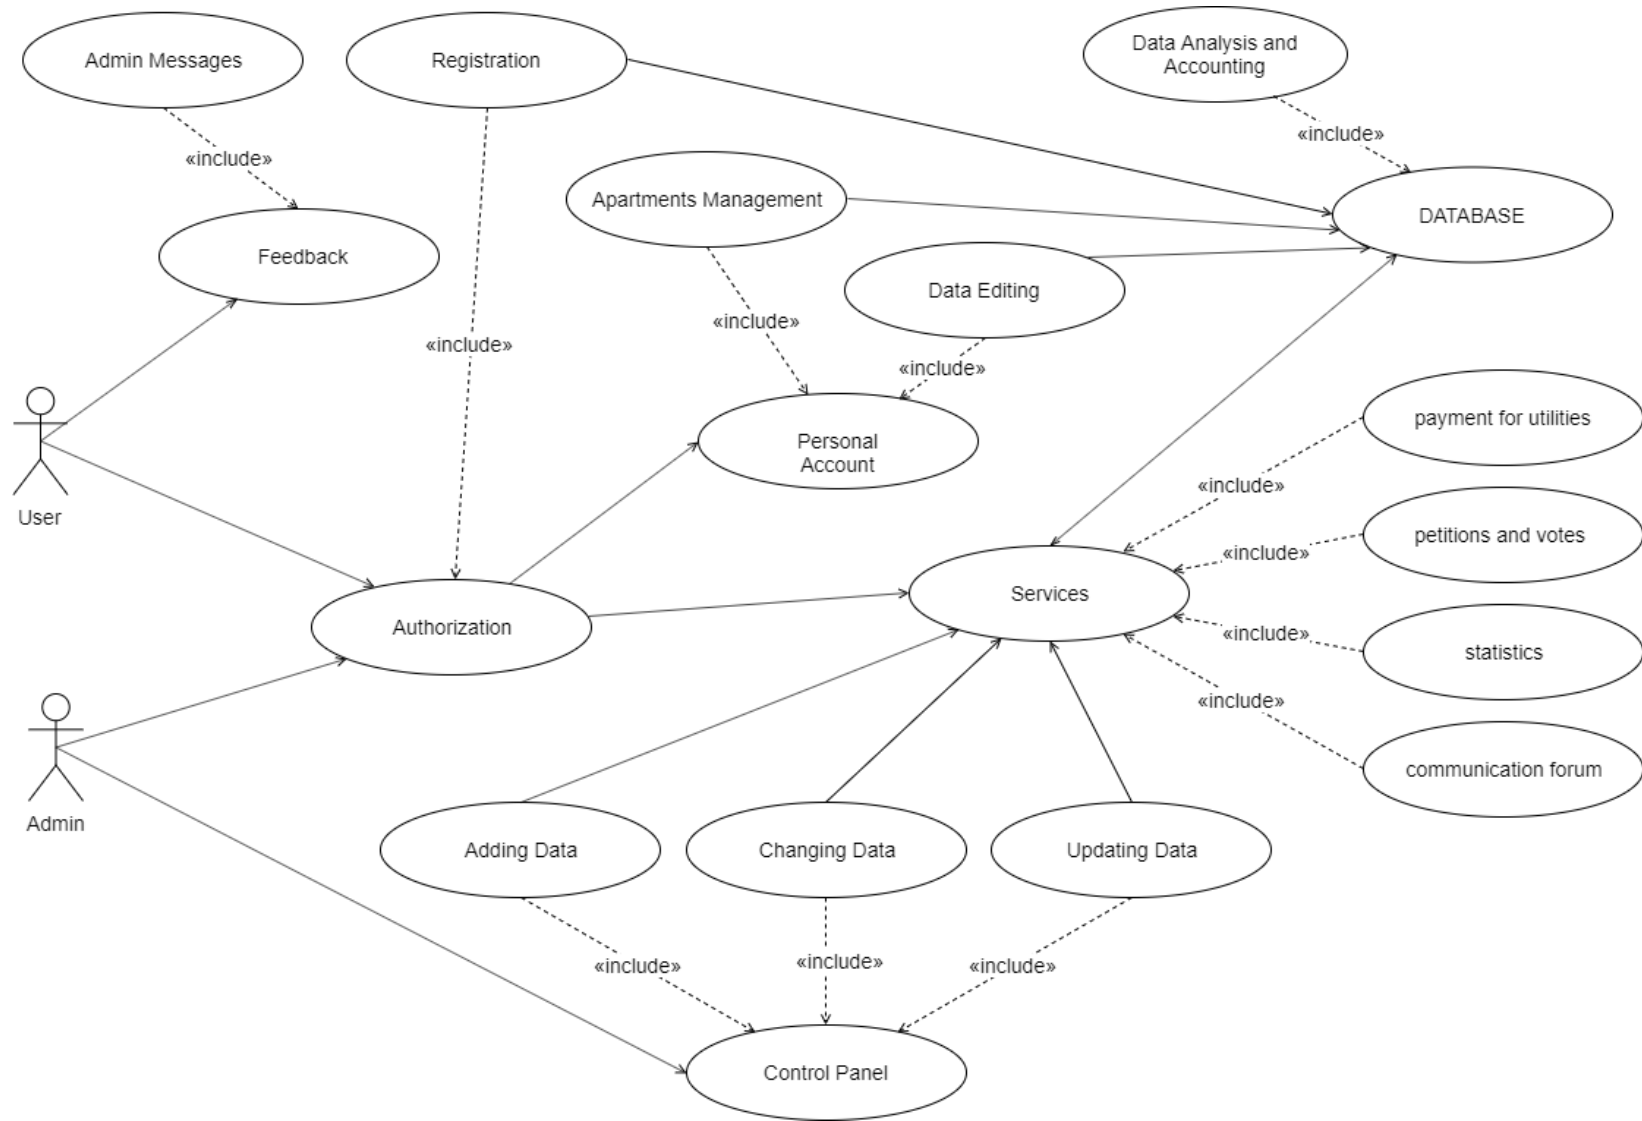 Admin Messages
Registration
Data Analysis and
Accounting
«include»
«include»
Apartments Management
DATABASE
Feedback
Data Editing
«include»
«include»
«include»
payment for utilities
Personal
Account
«include»
User
petitions and votes
«include»
Services
Authorization
«include»
statistics
«include»
communication forum
Admin
Adding Data
Changing Data
Updating Data
«include»
«include»
«include»
Control Panel